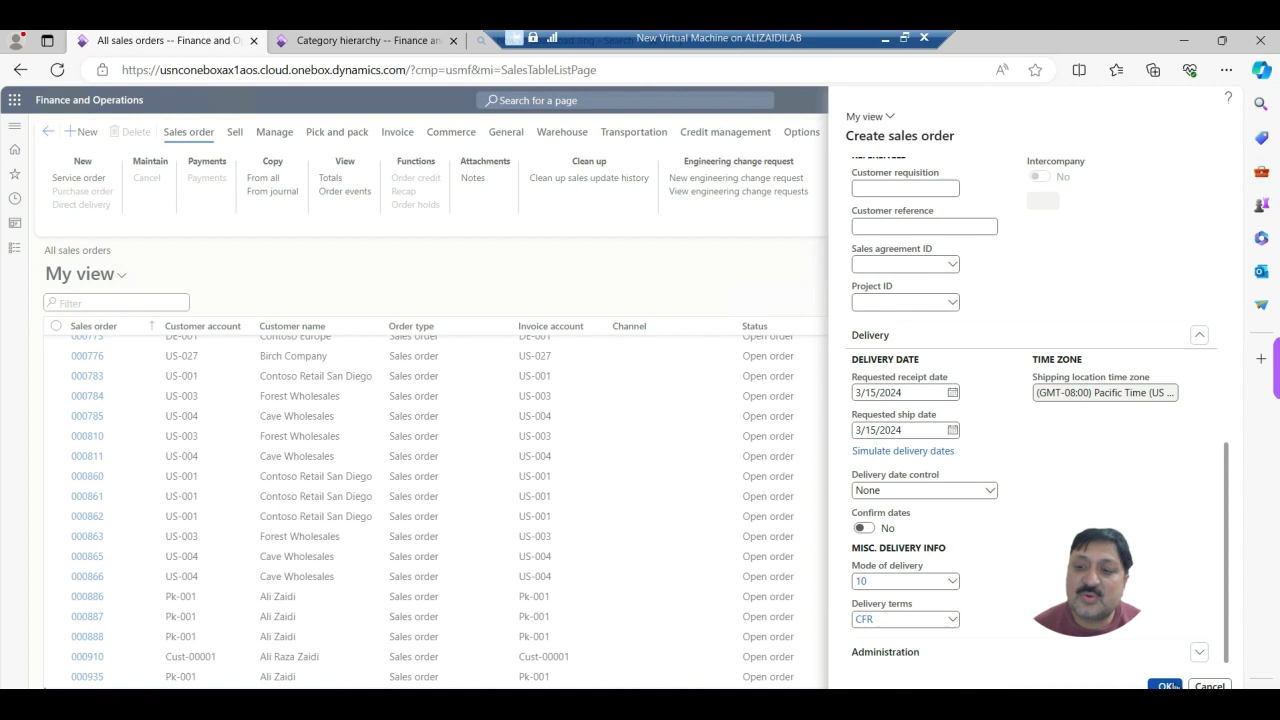 All sales orders -- Finance and O
Category hierarchy -- Finance an
New Virtual Machine on ALIZAIDILAB
https://usnconeboxax1aos.cloud.onebox.dynamics.com/?cmp=usmf&mi=SalesTableListPage
Finance and Operations
Search for a page
New Delete Sales order Sell Manage Pick and pack Invoice Commerce General Warehouse Transportation Credit management Options
New Maintain Payments Copy View Functions Attachments Clean up Engineering change request
Service order Cancel Payments From all Totals Order credit Notes Clean up sales update history New engineering change request
Purchase order From journal Order events Recap View engineering change requests
Direct delivery Order holds
All sales orders
My view
Filter
Sales order Customer account Customer name Order type Invoice account Channel Status
000773 DE-001 Contoso Europe Sales order DE-001 Open order
000776 US-027 Birch Company Sales order US-027 Open order
000783 US-001 Contoso Retail San Diego Sales order US-001 Open order
000784 US-003 Forest Wholesales Sales order US-003 Open order
000785 US-004 Cave Wholesales Sales order US-004 Open order
000810 US-003 Forest Wholesales Sales order US-003 Open order
000811 US-004 Cave Wholesales Sales order US-004 Open order
000860 US-001 Contoso Retail San Diego Sales order US-001 Open order
000861 US-001 Contoso Retail San Diego Sales order US-001 Open order
000862 US-001 Contoso Retail San Diego Sales order US-001 Open order
000863 US-003 Forest Wholesales Sales order US-003 Open order
000865 US-004 Cave Wholesales Sales order US-004 Open order
000866 US-004 Cave Wholesales Sales order US-004 Open order
000886 Pk-001 Ali Zaidi Sales order Pk-001 Open order
000887 Pk-001 Ali Zaidi Sales order Pk-001 Open order
000888 Pk-001 Ali Zaidi Sales order Pk-001 Open order
000910 Cust-00001 Ali Raza Zaidi Sales order Cust-00001 Open order
000935 Pk-001 Ali Zaidi Sales order Pk-001 Open order
My view
Create sales order
Customer requisition
Intercompany
No
Customer reference
Sales agreement ID
Project ID
Delivery
DELIVERY DATE
Requested receipt date
3/15/2024
Requested ship date
3/15/2024
Simulate delivery dates
Delivery date control
None
Confirm dates
No
MISC. DELIVERY INFO
Mode of delivery
10
Delivery terms
CFR
TIME ZONE
Shipping location time zone
(GMT-08:00) Pacific Time (US ...
Administration
OK Cancel